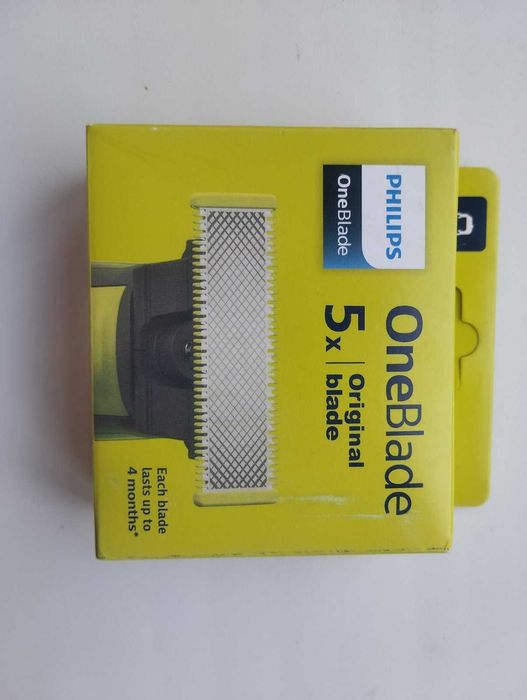 PHILIPS
OneBlade
OneBlade
5x
Original
blade
Each blade
lasts up to
4 months*